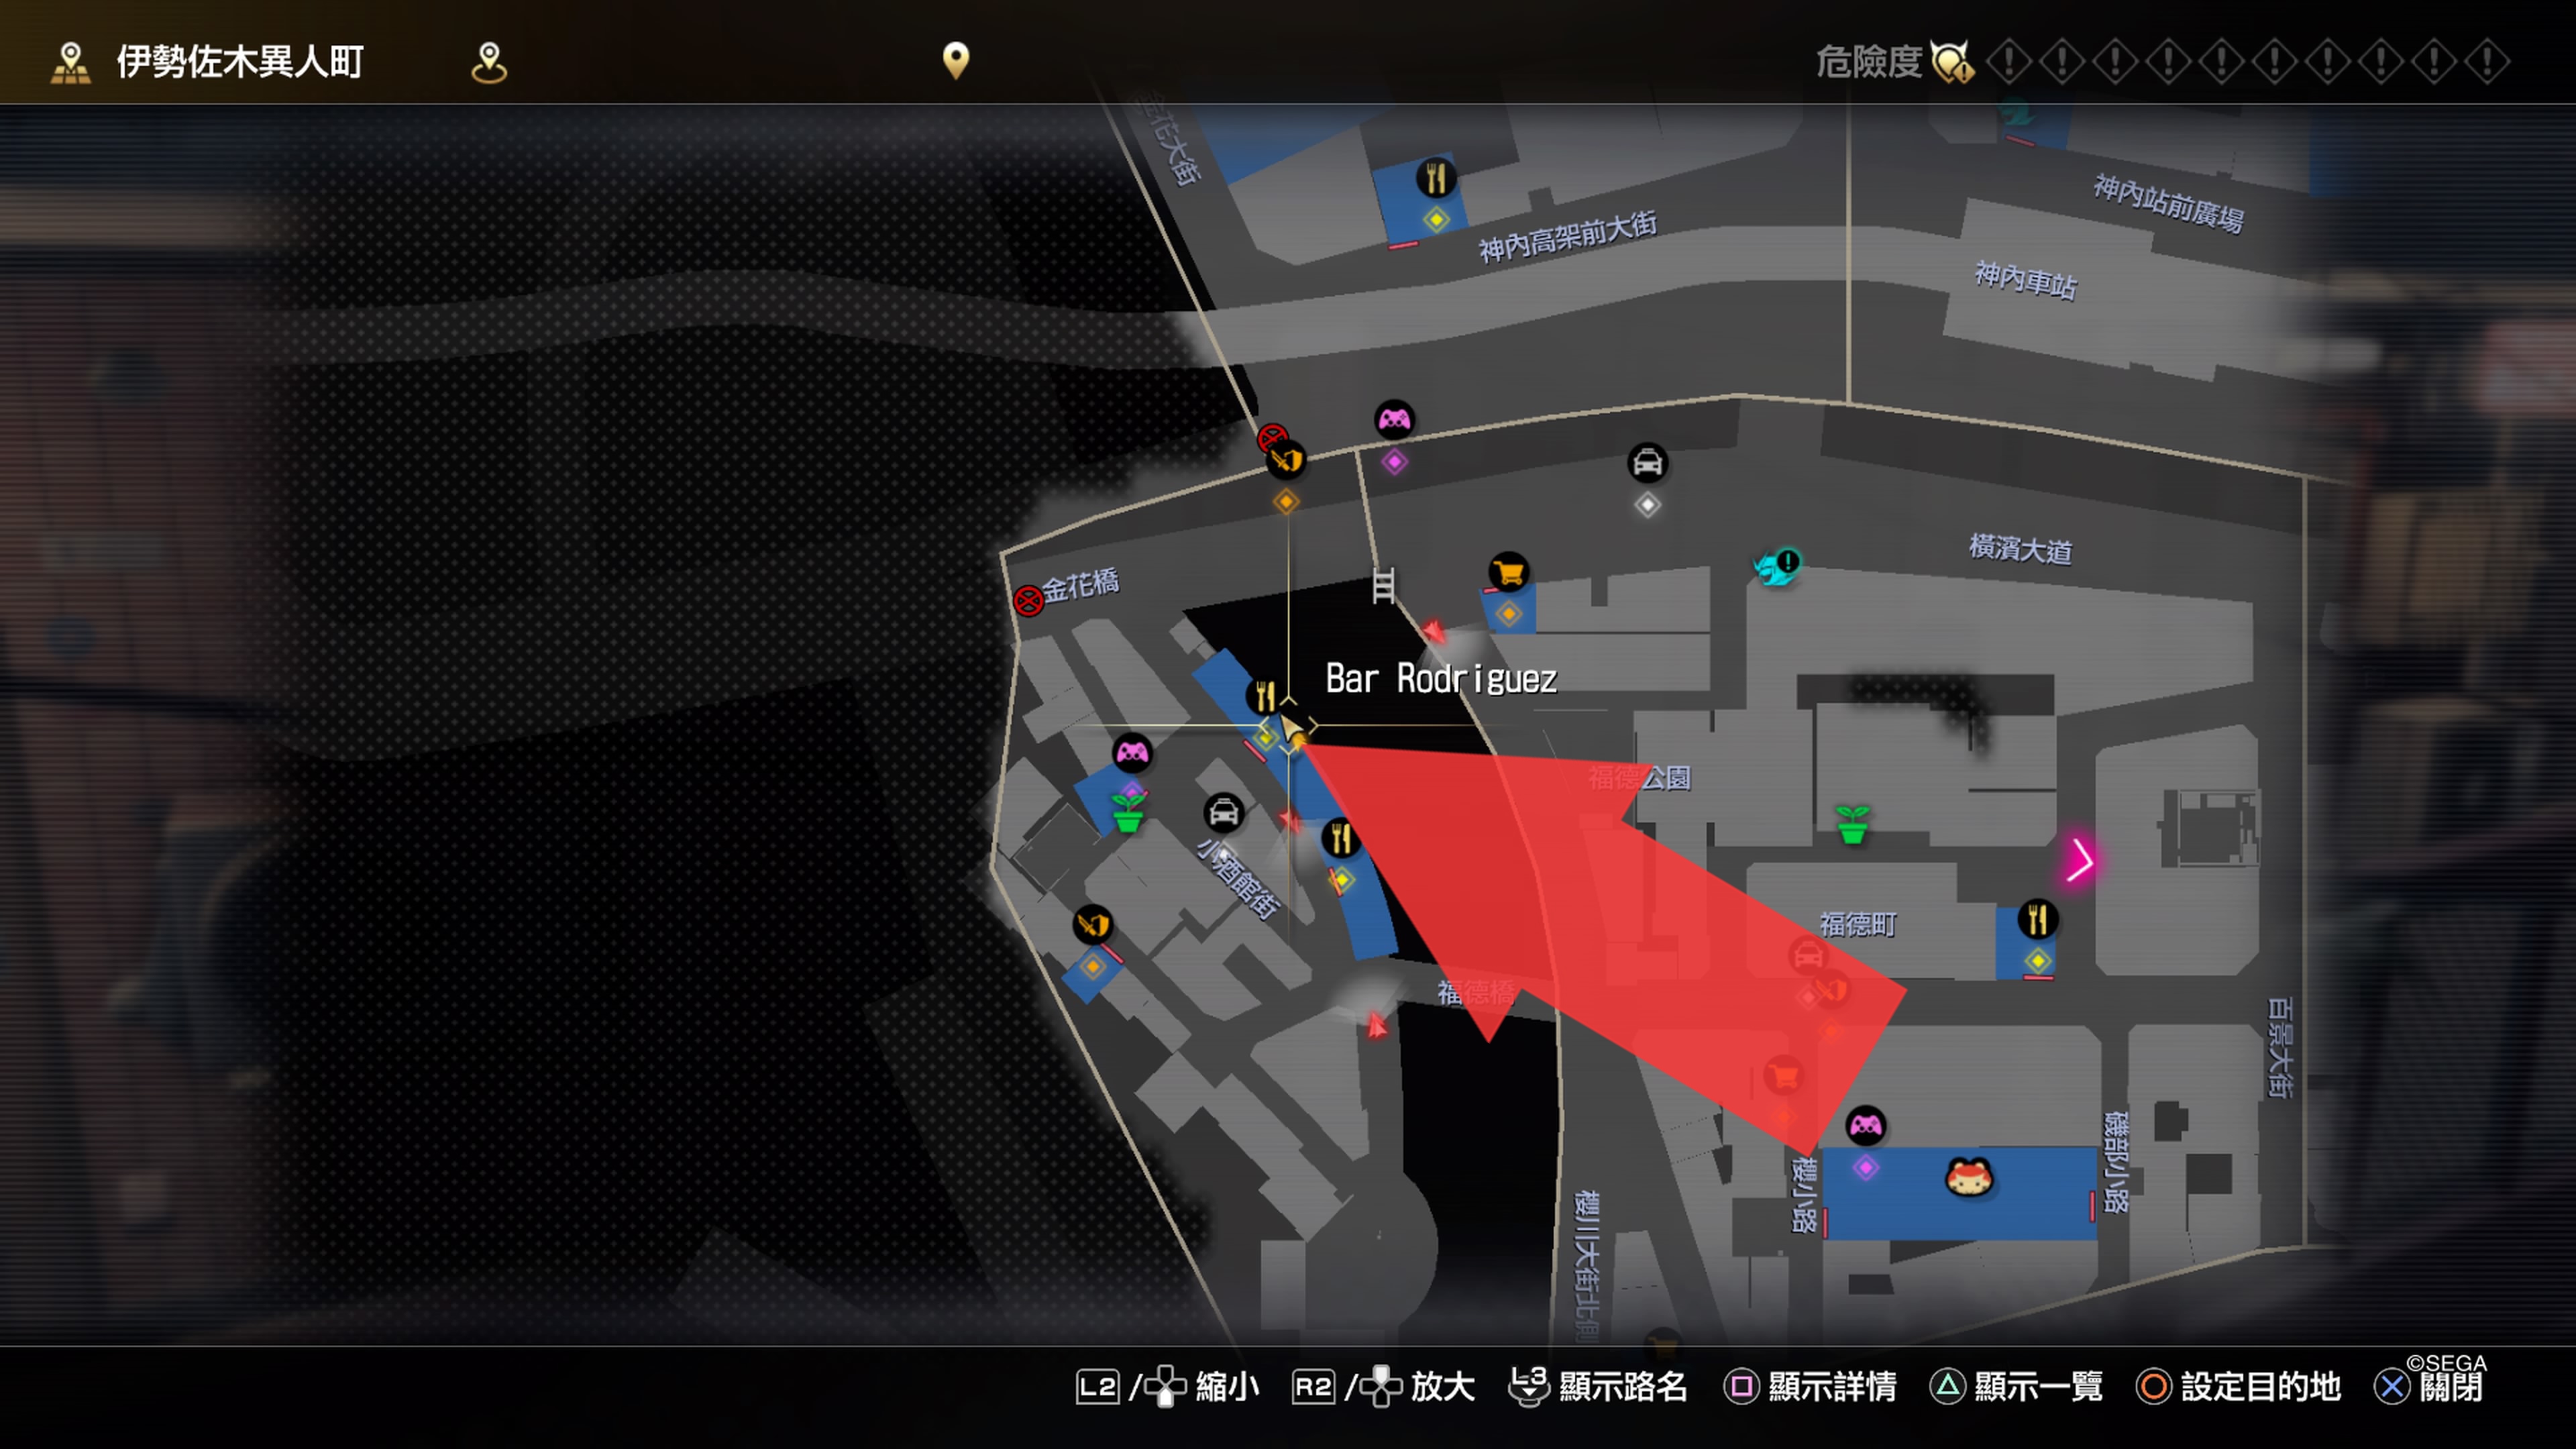 伊勢佐木異人町
危險度
金花大街
神內站前廣場
神內高架前大街
神內車站
橫濱大道
金花橋
Bar Rodriguez
福德公園
小酒館街
福德町
福德橋
百景大街
磯部小路
櫻小路
櫻川大街北側
©SEGA
L2 / 縮小 R2 / 放大 L3 顯示路名 顯示詳情 顯示一覽 設定目的地 關閉